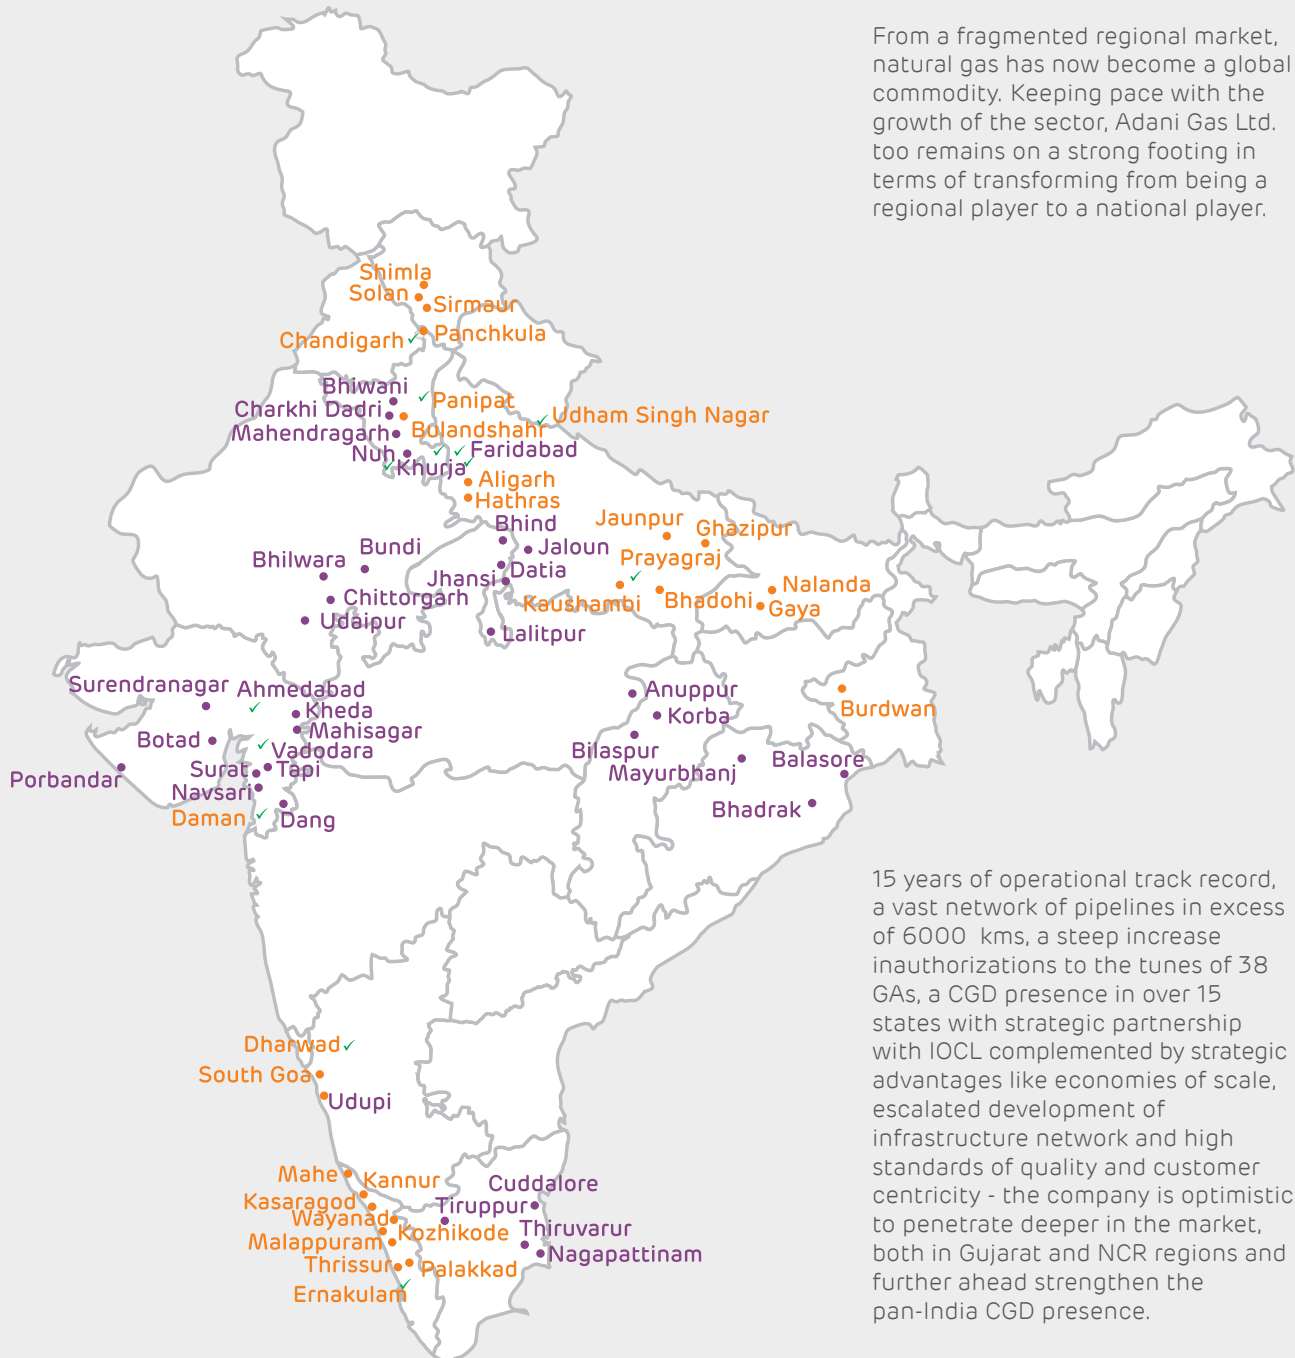 From a fragmented regional market,
natural gas has now become a global
commodity. Keeping pace with the
growth of the sector, Adani Gas Ltd.
too remains on a strong footing in
terms of transforming from being a
regional player to a national player.
Shimla
Solan
Sirmaur
Chandigarh
Panchkula
Bhiwani
Panipat
Charkhi Dadri
Udham Singh Nagar
Mahendragarh
Bulandshahr
Nuh
Faridabad
Khurja
Aligarh
Hathras
Jaunpur
Ghazipur
Bhind
Bundi
Jaloun
Bhilwara
Prayagraj
Datia
Jhansi
Nalanda
Chittorgarh
Kaushambi
Bhadohi
Gaya
Udaipur
Lalitpur
Surendranagar
Ahmedabad
Anuppur
Kheda
Korba
Burdwan
Mahisagar
Botad
Vadodara
Bilaspur
Balasore
Porbandar
Surat
Tapi
Mayurbhanj
Navsari
Daman
Dang
Bhadrak
15 years of operational track record,
a vast network of pipelines in excess
of 6000 kms, a steep increase
inauthorizations to the tunes of 38
GAs, a CGD presence in over 15
states with strategic partnership
with IOCL complemented by strategic
advantages like economies of scale,
escalated development of
infrastructure network and high
standards of quality and customer
centricity - the company is optimistic
to penetrate deeper in the market,
both in Gujarat and NCR regions and
further ahead strengthen the
pan-India CGD presence.
Dharwad
South Goa
Udupi
Mahe
Kannur
Cuddalore
Kasaragod
Tiruppur
Wayanad
Kozhikode
Thiruvarur
Malappuram
Nagapattinam
Thrissur
Palakkad
Ernakulam